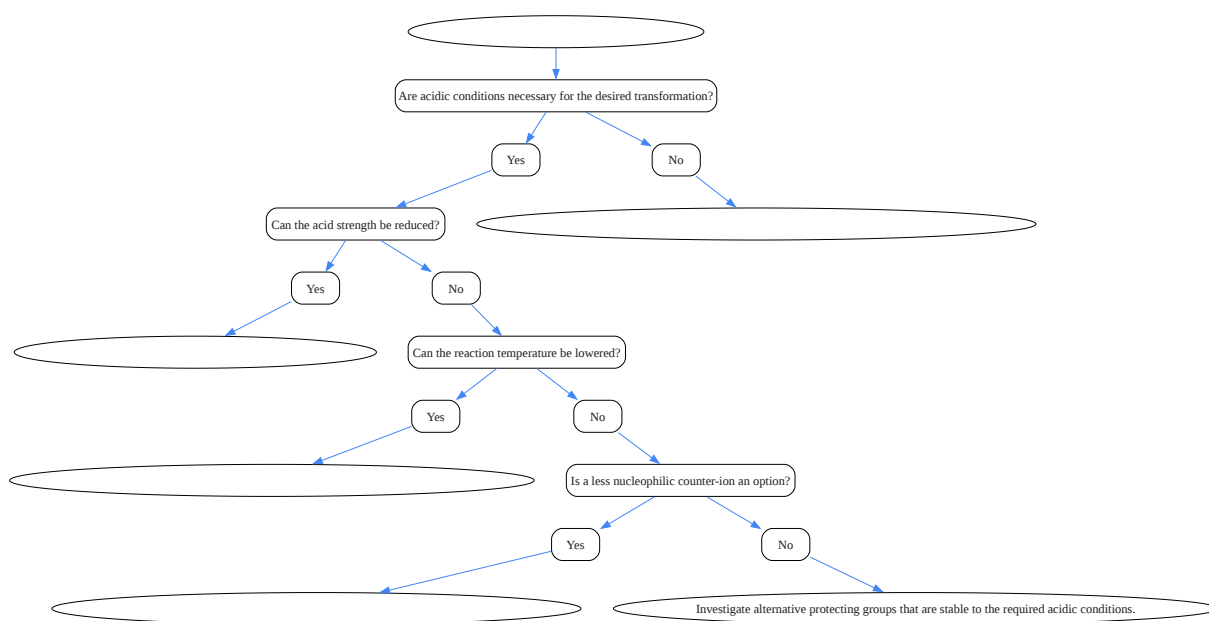 Are acidic conditions necessary for the desired transformation?
Yes
No
Can the acid strength be reduced?
Yes
No
Can the reaction temperature be lowered?
Yes
No
Is a less nucleophilic counter-ion an option?
Yes
No
Investigate alternative protecting groups that are stable to the required acidic conditions.